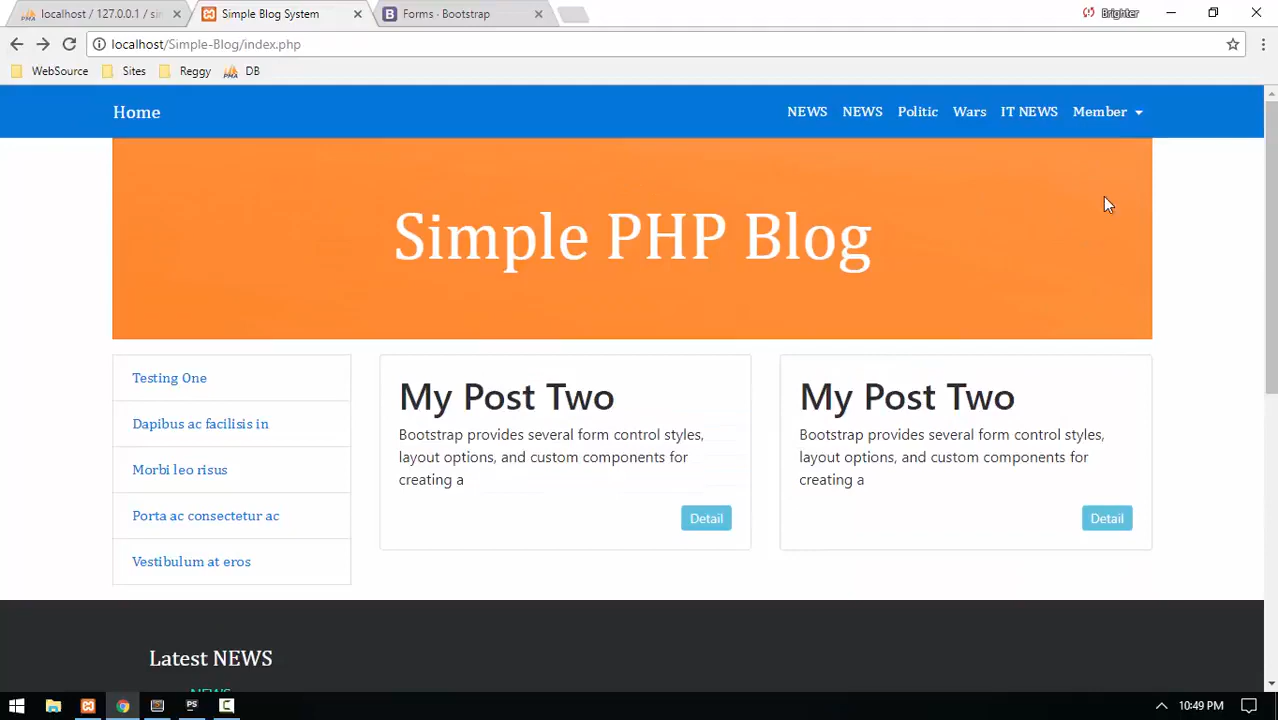 localhost / 127.0.0.1 / si
Simple Blog System
Forms - Bootstrap
Brighter
localhost/Simple-Blog/index.php
WebSource
Sites
Reggy
DB
Home
NEWS
NEWS
Politic
Wars
IT NEWS
Member
Simple PHP Blog
Testing One
Dapibus ac facilisis in
Morbi leo risus
Porta ac consectetur ac
Vestibulum at eros
My Post Two
Bootstrap provides several form control styles,
layout options, and custom components for
creating a
Detail
My Post Two
Bootstrap provides several form control styles,
layout options, and custom components for
creating a
Detail
Latest NEWS
NEWS
10:49 PM